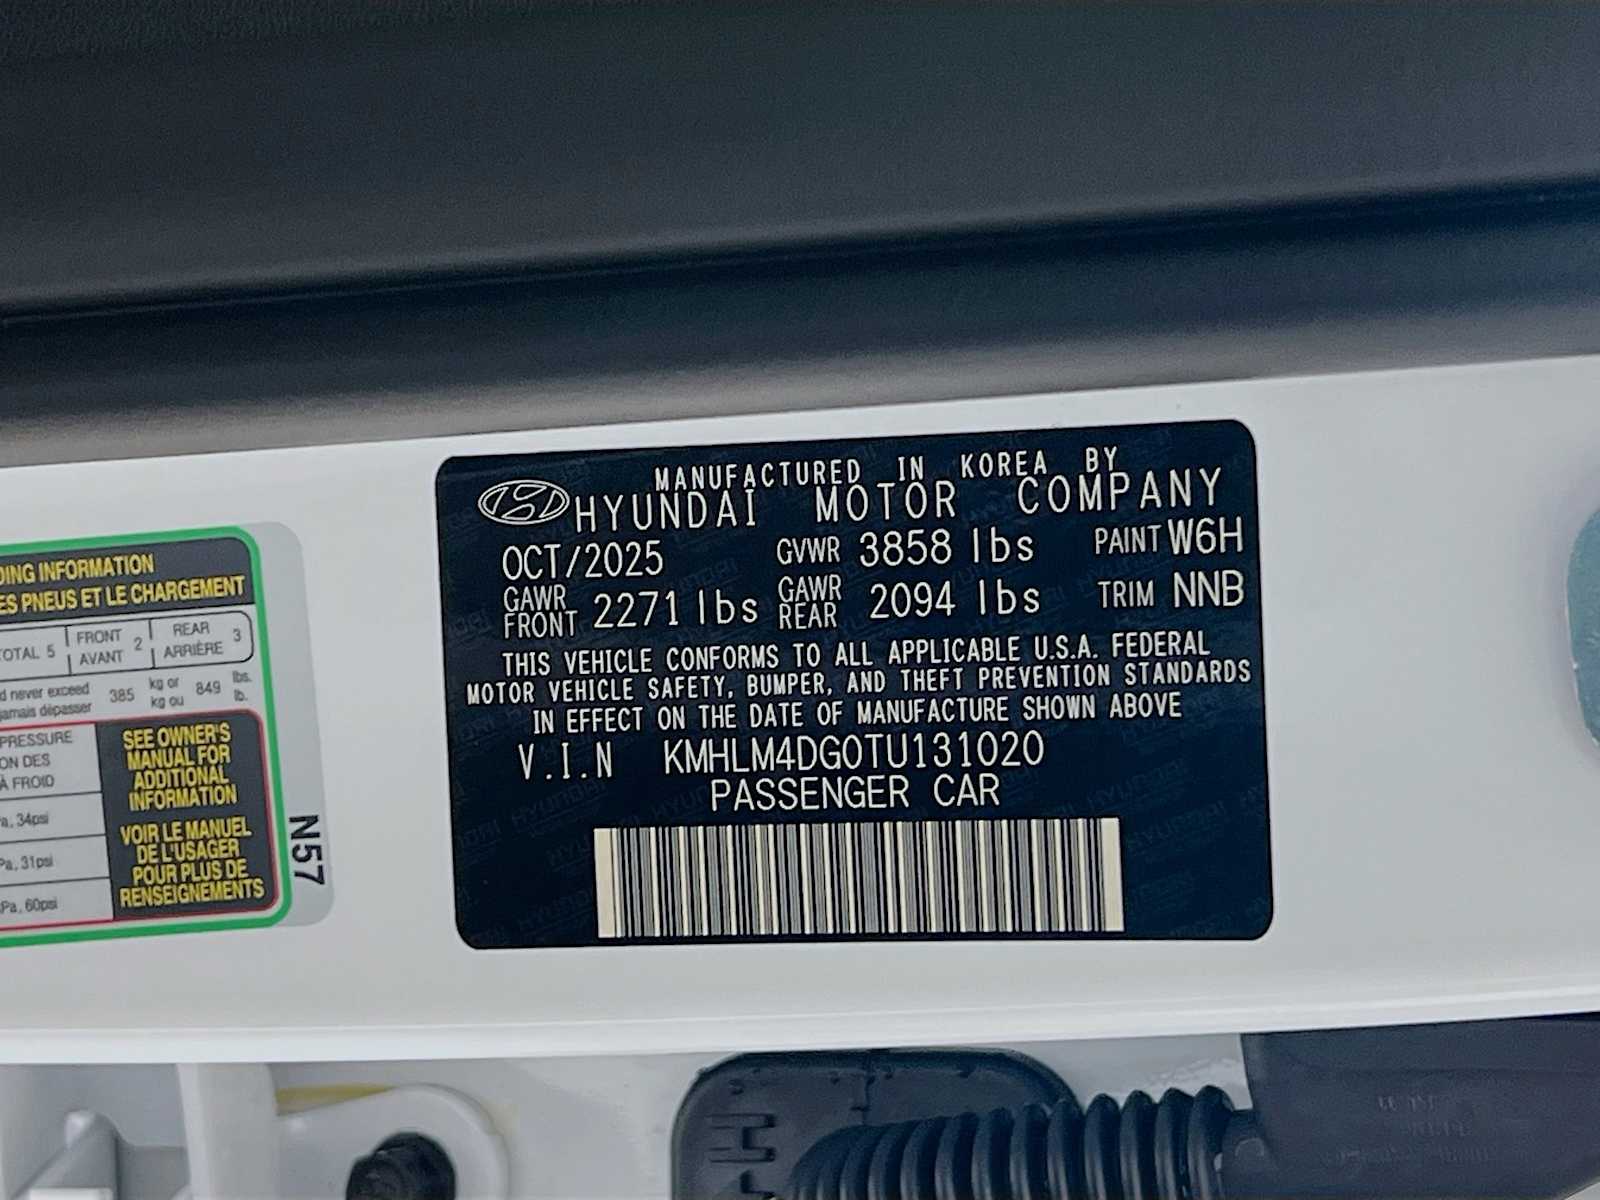 MANUFACTURED IN KOREA BY
HYUNDAI MOTOR COMPANY
OCT/2025 GVWR 3858 lbs PAINT W6H
GAWR FRONT 2271 lbs GAWR REAR 2094 lbs TRIM NNB
THIS VEHICLE CONFORMS TO ALL APPLICABLE U.S.A. FEDERAL
MOTOR VEHICLE SAFETY, BUMPER, AND THEFT PREVENTION STANDARDS
IN EFFECT ON THE DATE OF MANUFACTURE SHOWN ABOVE
V.I.N KMHLM4DG0TU131020
PASSENGER CAR
DING INFORMATION
ES PNEUS ET LE CHARGEMENT
TOTAL 5 FRONT AVANT 2 REAR ARRIÈRE 3
d never exceed 385 kg or 849 lbs.
jamais dépasser kg ou lb.
PRESSURE
ON DES
À FROID
a, 34psi
Pa, 31psi
Pa, 60psi
SEE OWNER'S
MANUAL FOR
ADDITIONAL
INFORMATION
VOIR LE MANUEL
DE L'USAGER
POUR PLUS DE
RENSEIGNEMENTS
N57